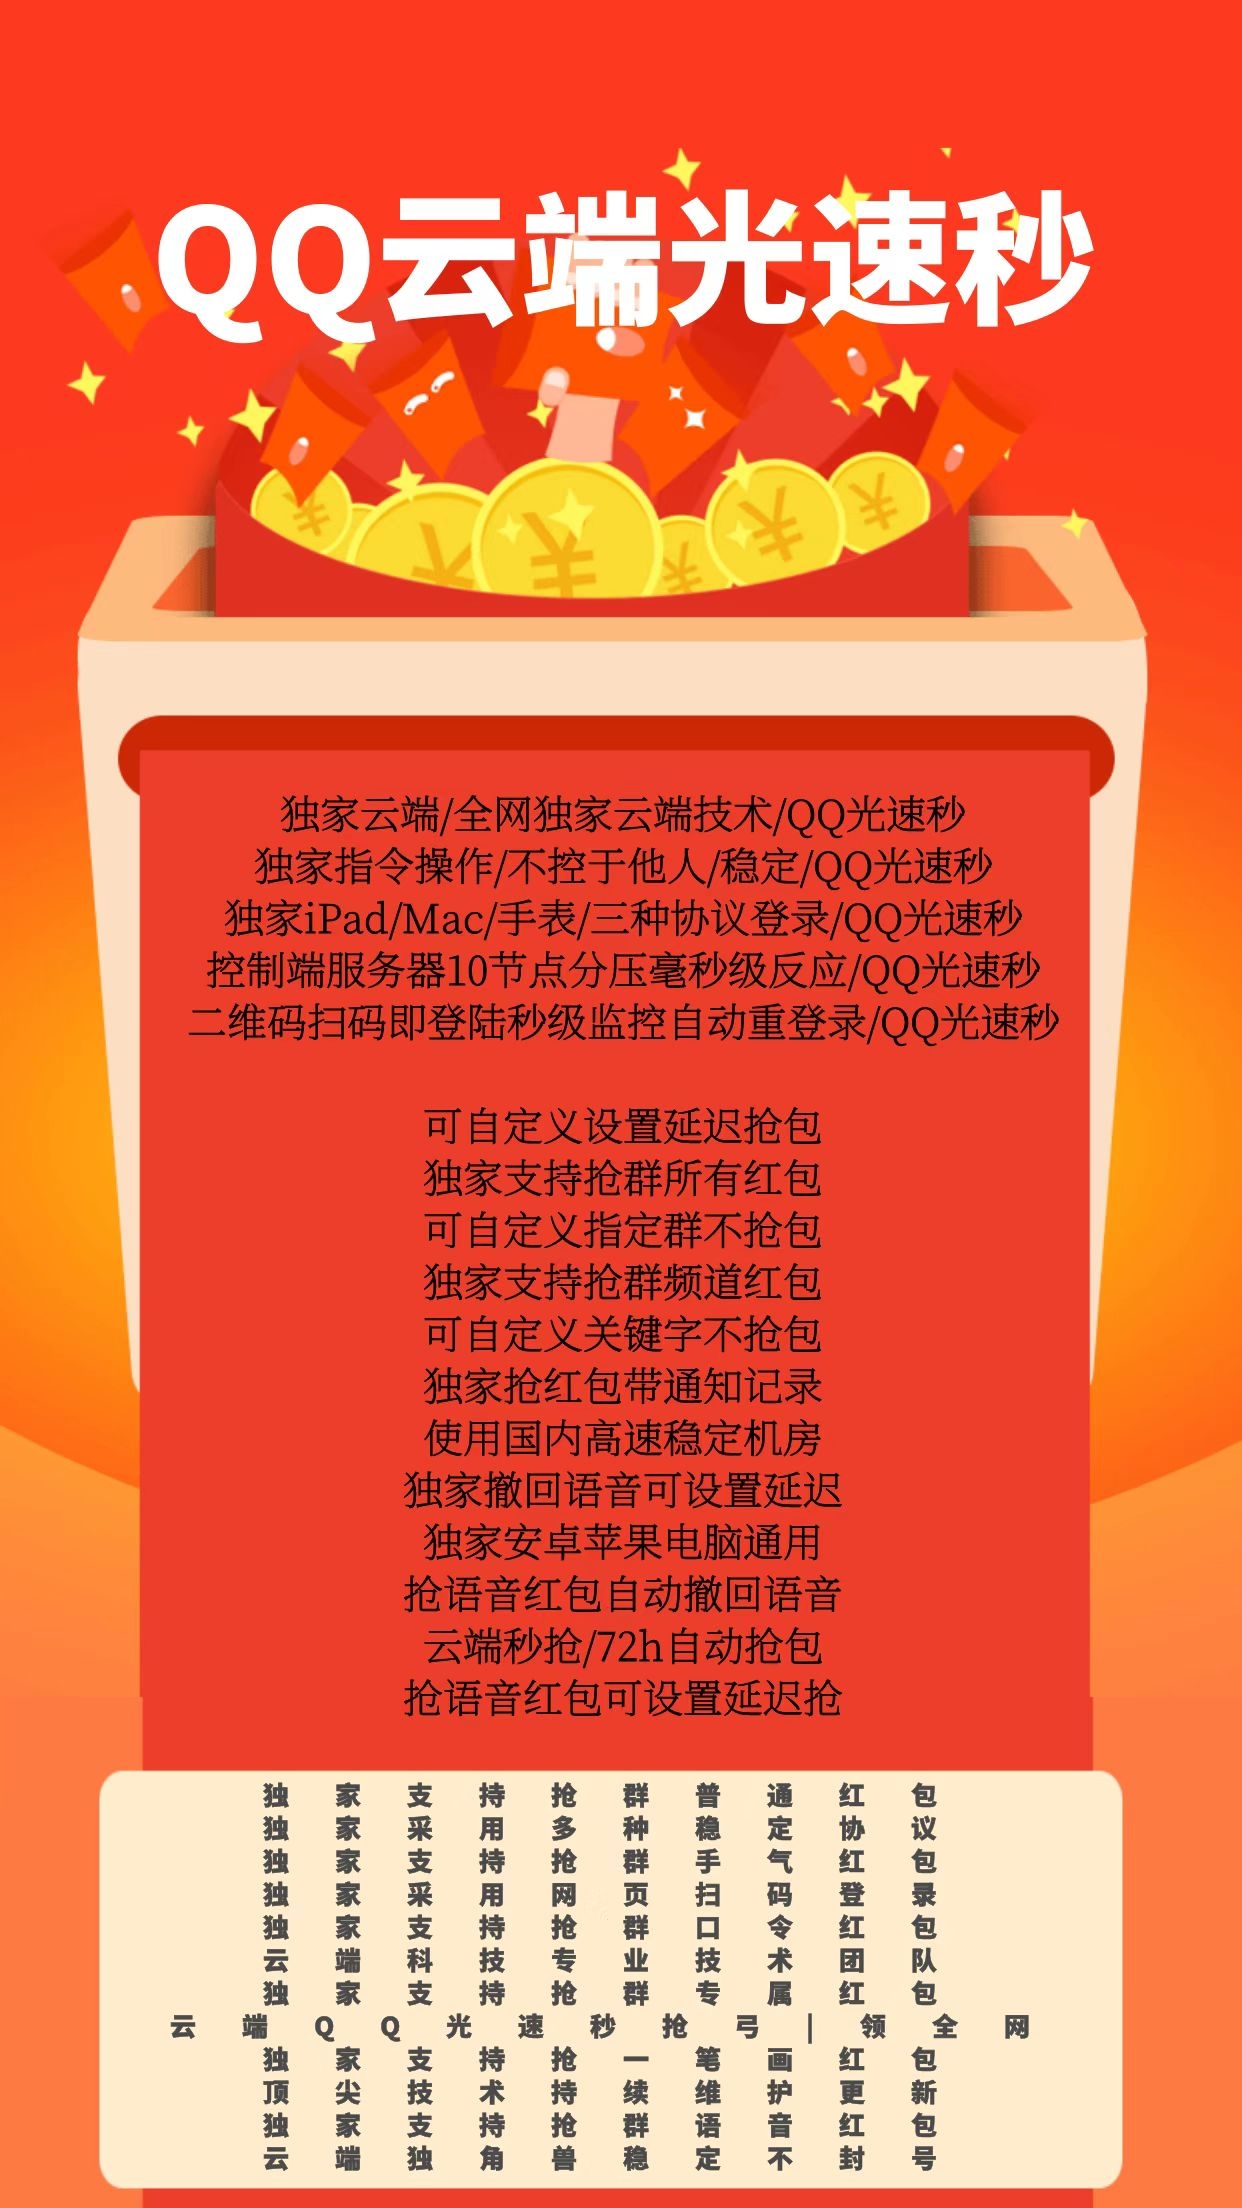 QQ云端光速秒
独家云端/全网独家云端技术/QQ光速秒
独家指令操作/不控于他人/稳定/QQ光速秒
独家iPad/Mac/手表/三种协议登录/QQ光速秒
控制端服务器10节点分压毫秒级反应/QQ光速秒
二维码扫码即登陆秒级监控自动重登录/QQ光速秒
可自定义设置延迟抢包
独家支持抢群所有红包
可自定义指定群不抢包
独家支持抢群频道红包
可自定义关键字不抢包
独家抢红包带通知记录
使用国内高速稳定机房
独家撤回语音可设置延迟
独家安卓苹果电脑通用
抢语音红包自动撤回语音
云端秒抢/72h自动抢包
抢语音红包可设置延迟抢
独家支持抢群普通红包
独家采用多种稳定协议
独家支持抢群手气红包
独家采用网页扫码登录
独家支持抢群口令红包
云端科技专业技术团队
独家支持抢群专属红包
云端QQ光速秒抢弓|领全网
独家支持抢一笔画红包
顶尖技术持续维护更新
独家支持抢群语音红包
云端独角兽稳定不封号